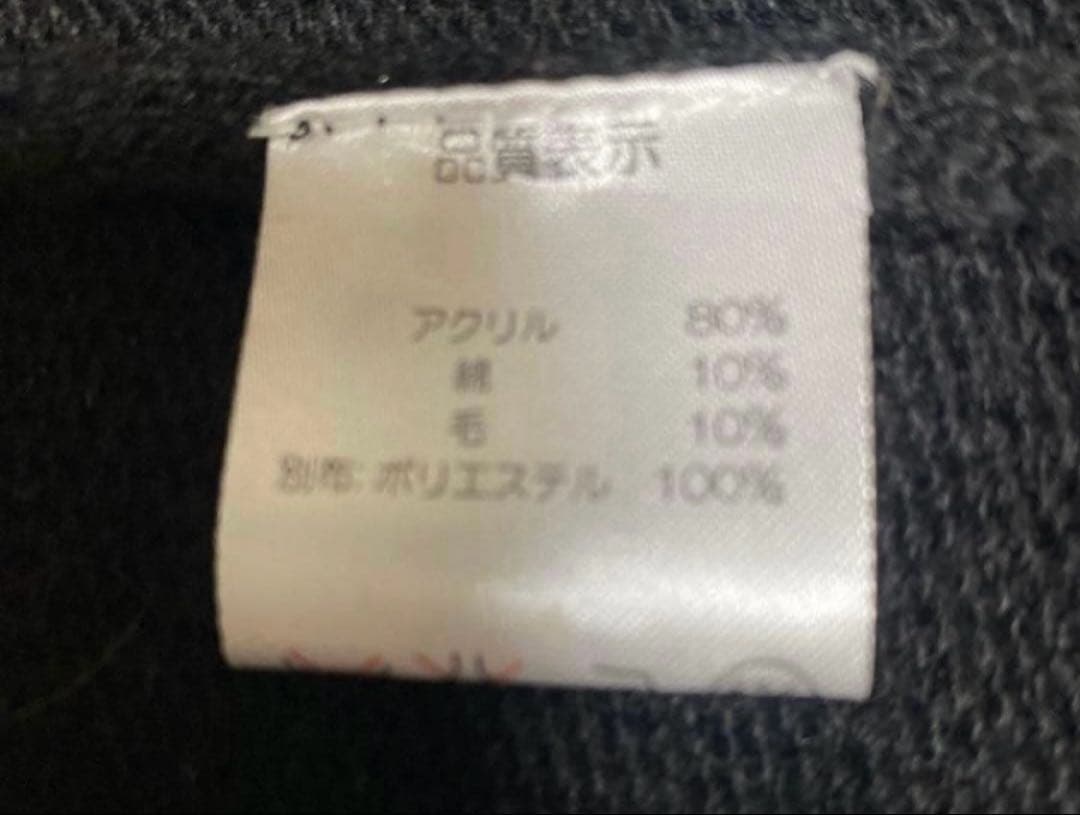 品質表示
アクリル 80%
綿 10%
毛 10%
別布: ポリエステル 100%